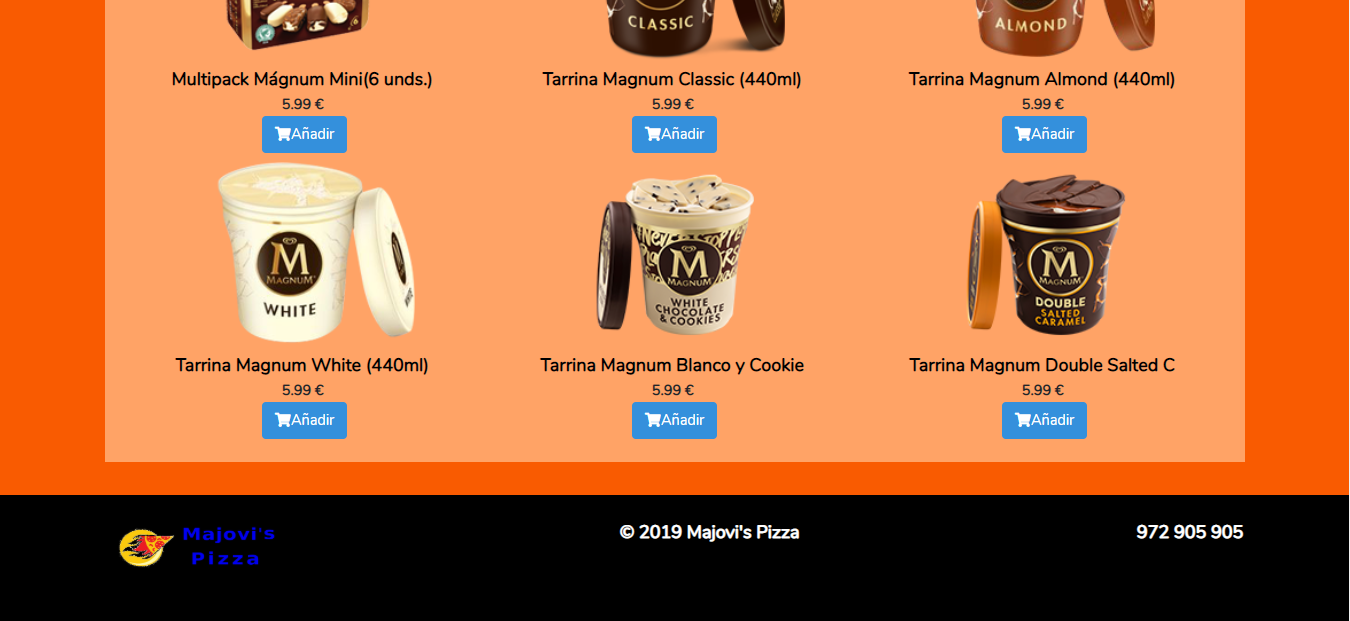 CLASSIC
ALMOND
Multipack Mágnum Mini(6 unds.)
Tarrina Magnum Classic (440ml)
Tarrina Magnum Almond (440ml)
5.99 €
5.99 €
5.99 €
Añadir
Añadir
Añadir
M
MAGNUM
WHITE
M
MAGNUM
WHITE
CHOCOLATE
& COOKIES
M
MAGNUM
DOUBLE
SALTED
CARAMEL
Tarrina Magnum White (440ml)
Tarrina Magnum Blanco y Cookie
Tarrina Magnum Double Salted C
5.99 €
5.99 €
5.99 €
Añadir
Añadir
Añadir
Majovi's
Pizza
© 2019 Majovi's Pizza
972 905 905